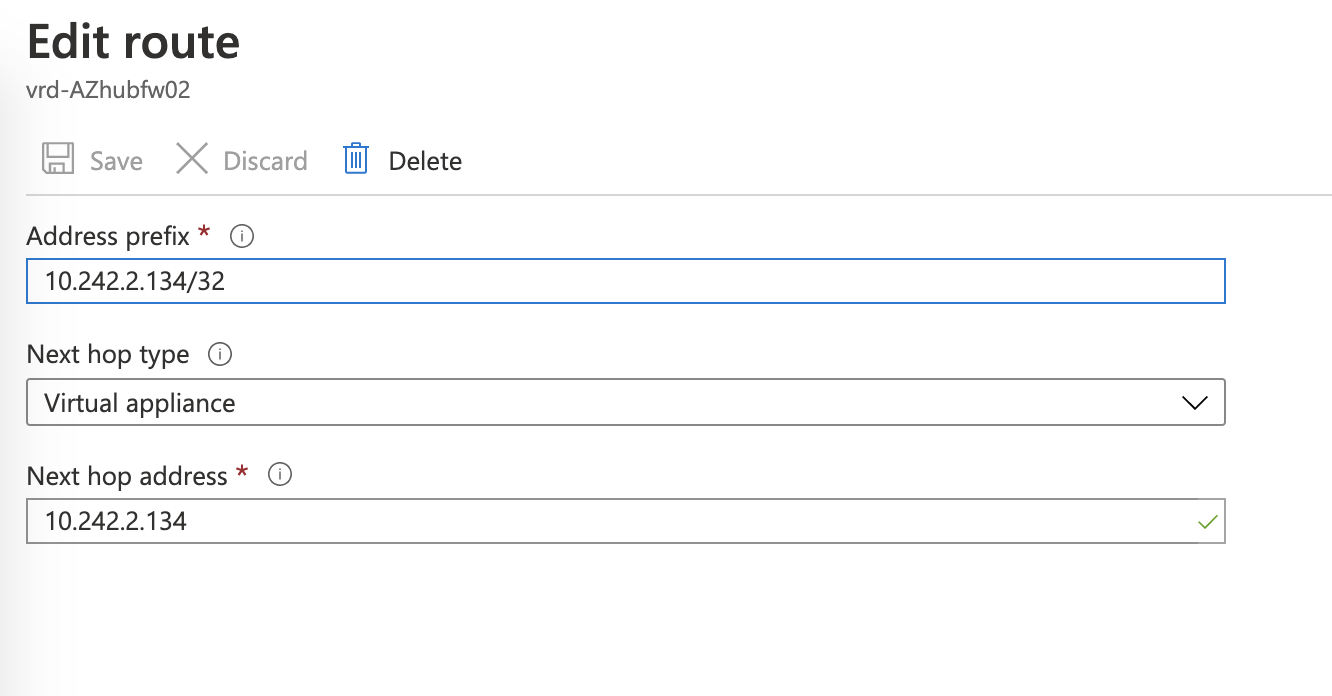 Edit route
vrd-AZhubfw02
Save Discard Delete
Address prefix *
10.242.2.134/32
Next hop type
Virtual appliance
Next hop address *
10.242.2.134